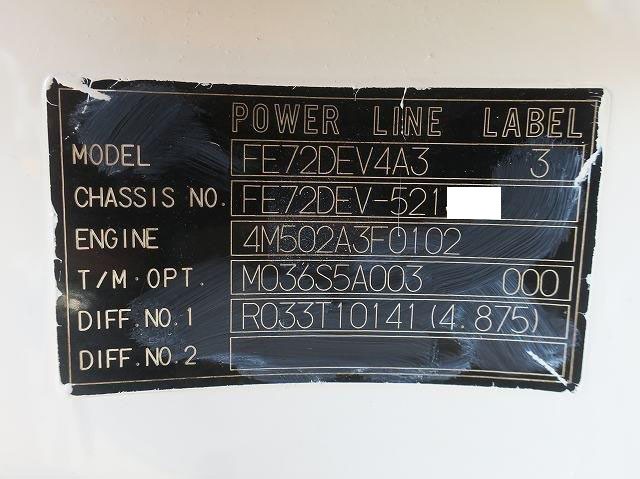 POWER LINE LABEL
MODEL FE72DEV4A3 3
CHASSIS NO. FE72DEV-521
ENGINE 4M502A3F0102
T/M.OPT. M036S5A003 000
DIFF.NO.1 R033T10141(4.875)
DIFF.NO.2